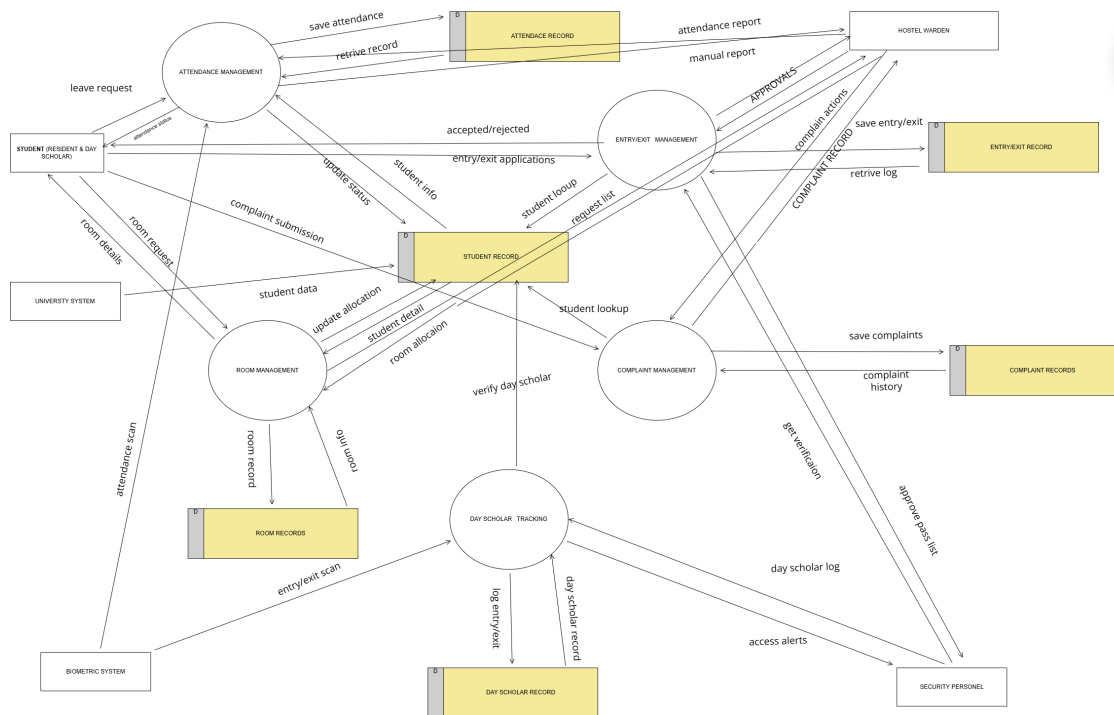 save attendance
D
ATTENDACE RECORD
attendance report
HOSTEL WARDEN
retrive record
manual report
ATTENDANCE MANAGEMENT
leave request
attendance status
APPROVALS
complain actions
save entry/exit
D
ENTRY/EXIT RECORD
accepted/rejected
ENTRY/EXIT MANAGEMENT
STUDENT (RESIDENT & DAY
SCHOLAR)
entry/exit applications
retrive log
COMPLAINT RECORD
update status
student info
student looup
request list
complaint submission
room request
room details
D
STUDENT RECORD
UNIVERSTY SYSTEM
student data
update allocation
student detail
room allocaion
student lookup
save complaints
D
COMPLAINT RECORDS
ROOM MANAGEMENT
COMPLAINT MANAGEMENT
complaint
history
verify day scholar
attendance scan
room record
room info
get verificaion
approve pass list
D
ROOM RECORDS
DAY SCHOLAR TRACKING
entry/exit scan
day scholar log
log entry/exit
day scholar record
access alerts
BIOMETRIC SYSTEM
D
DAY SCHOLAR RECORD
SECURITY PERSONEL